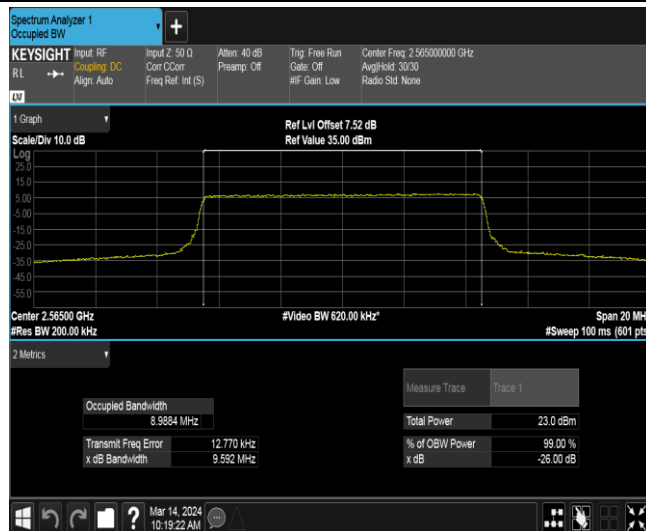 Spectrum Analyzer 1
Occupied BW
+
KEYSIGHT
RL
Input: RF
Coupling: DC
Align: Auto
Input Z: 50 Ω
Corr CCorr
Freq Ref: Int (S)
Atten: 40 dB
Preamp: Off
Trig: Free Run
Gate: Off
#IF Gain: Low
Center Freq: 2.565000000 GHz
Avg|Hold: 30/30
Radio Std: None
LXI
1 Graph
Scale/Div 10.0 dB
Ref Lvl Offset 7.52 dB
Ref Value 35.00 dBm
Log
25.0
15.0
5.00
-5.00
-15.0
-25.0
-35.0
-45.0
-55.0
Center 2.56500 GHz
#Res BW 200.00 kHz
#Video BW 620.00 kHz*
Span 20 MH
#Sweep 100 ms (601 pts
2 Metrics
Measure Trace Trace 1
Occupied Bandwidth
8.9884 MHz
Total Power 23.0 dBm
Transmit Freq Error 12.770 kHz
% of OBW Power 99.00 %
x dB Bandwidth 9.592 MHz
x dB -26.00 dB
?
Mar 14, 2024
10:19:22 AM